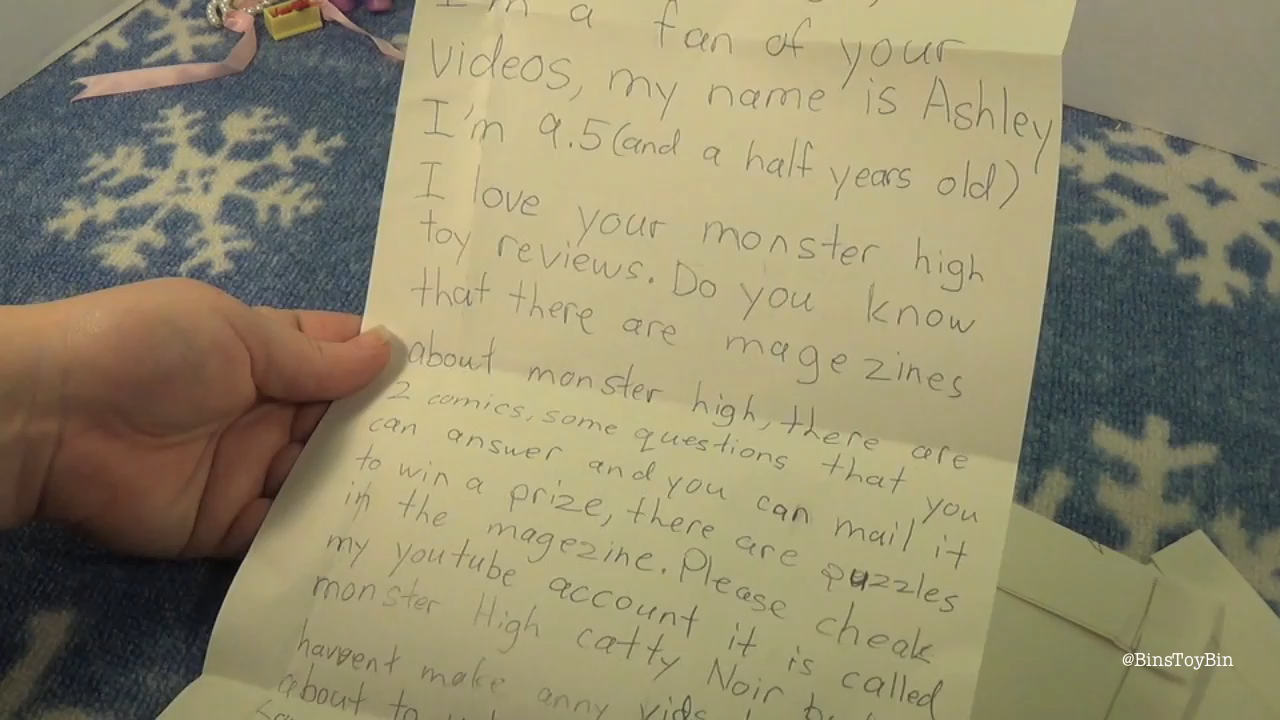 I'm a fan of your
videos, my name is Ashley
I'm 9.5 (and a half years old)
I love your monster high
toy reviews. Do you know
that there are magezines
about monster high, there are
2 comics, some questions that you
can answer and you can mail it
to win a prize, there are puzzles
in the magezine. Please cheak
my youtube account it is called
monster High catty Noir
havent make anny vids
about to
@BinsToyBin